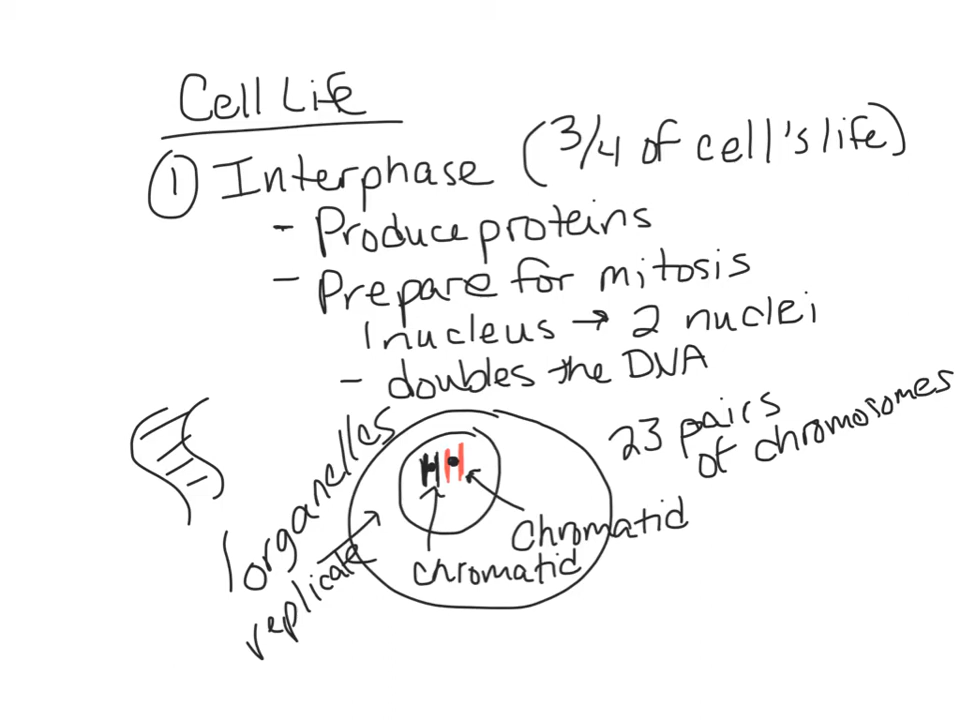 Cell Life
① Interphase (3/4 of cell's life)
- Produce proteins
- Prepare for mitosis
1 nucleus → 2 nuclei
- doubles the DNA
23 pairs
of chromosomes
organelles
replicate
chromatid
chromatid